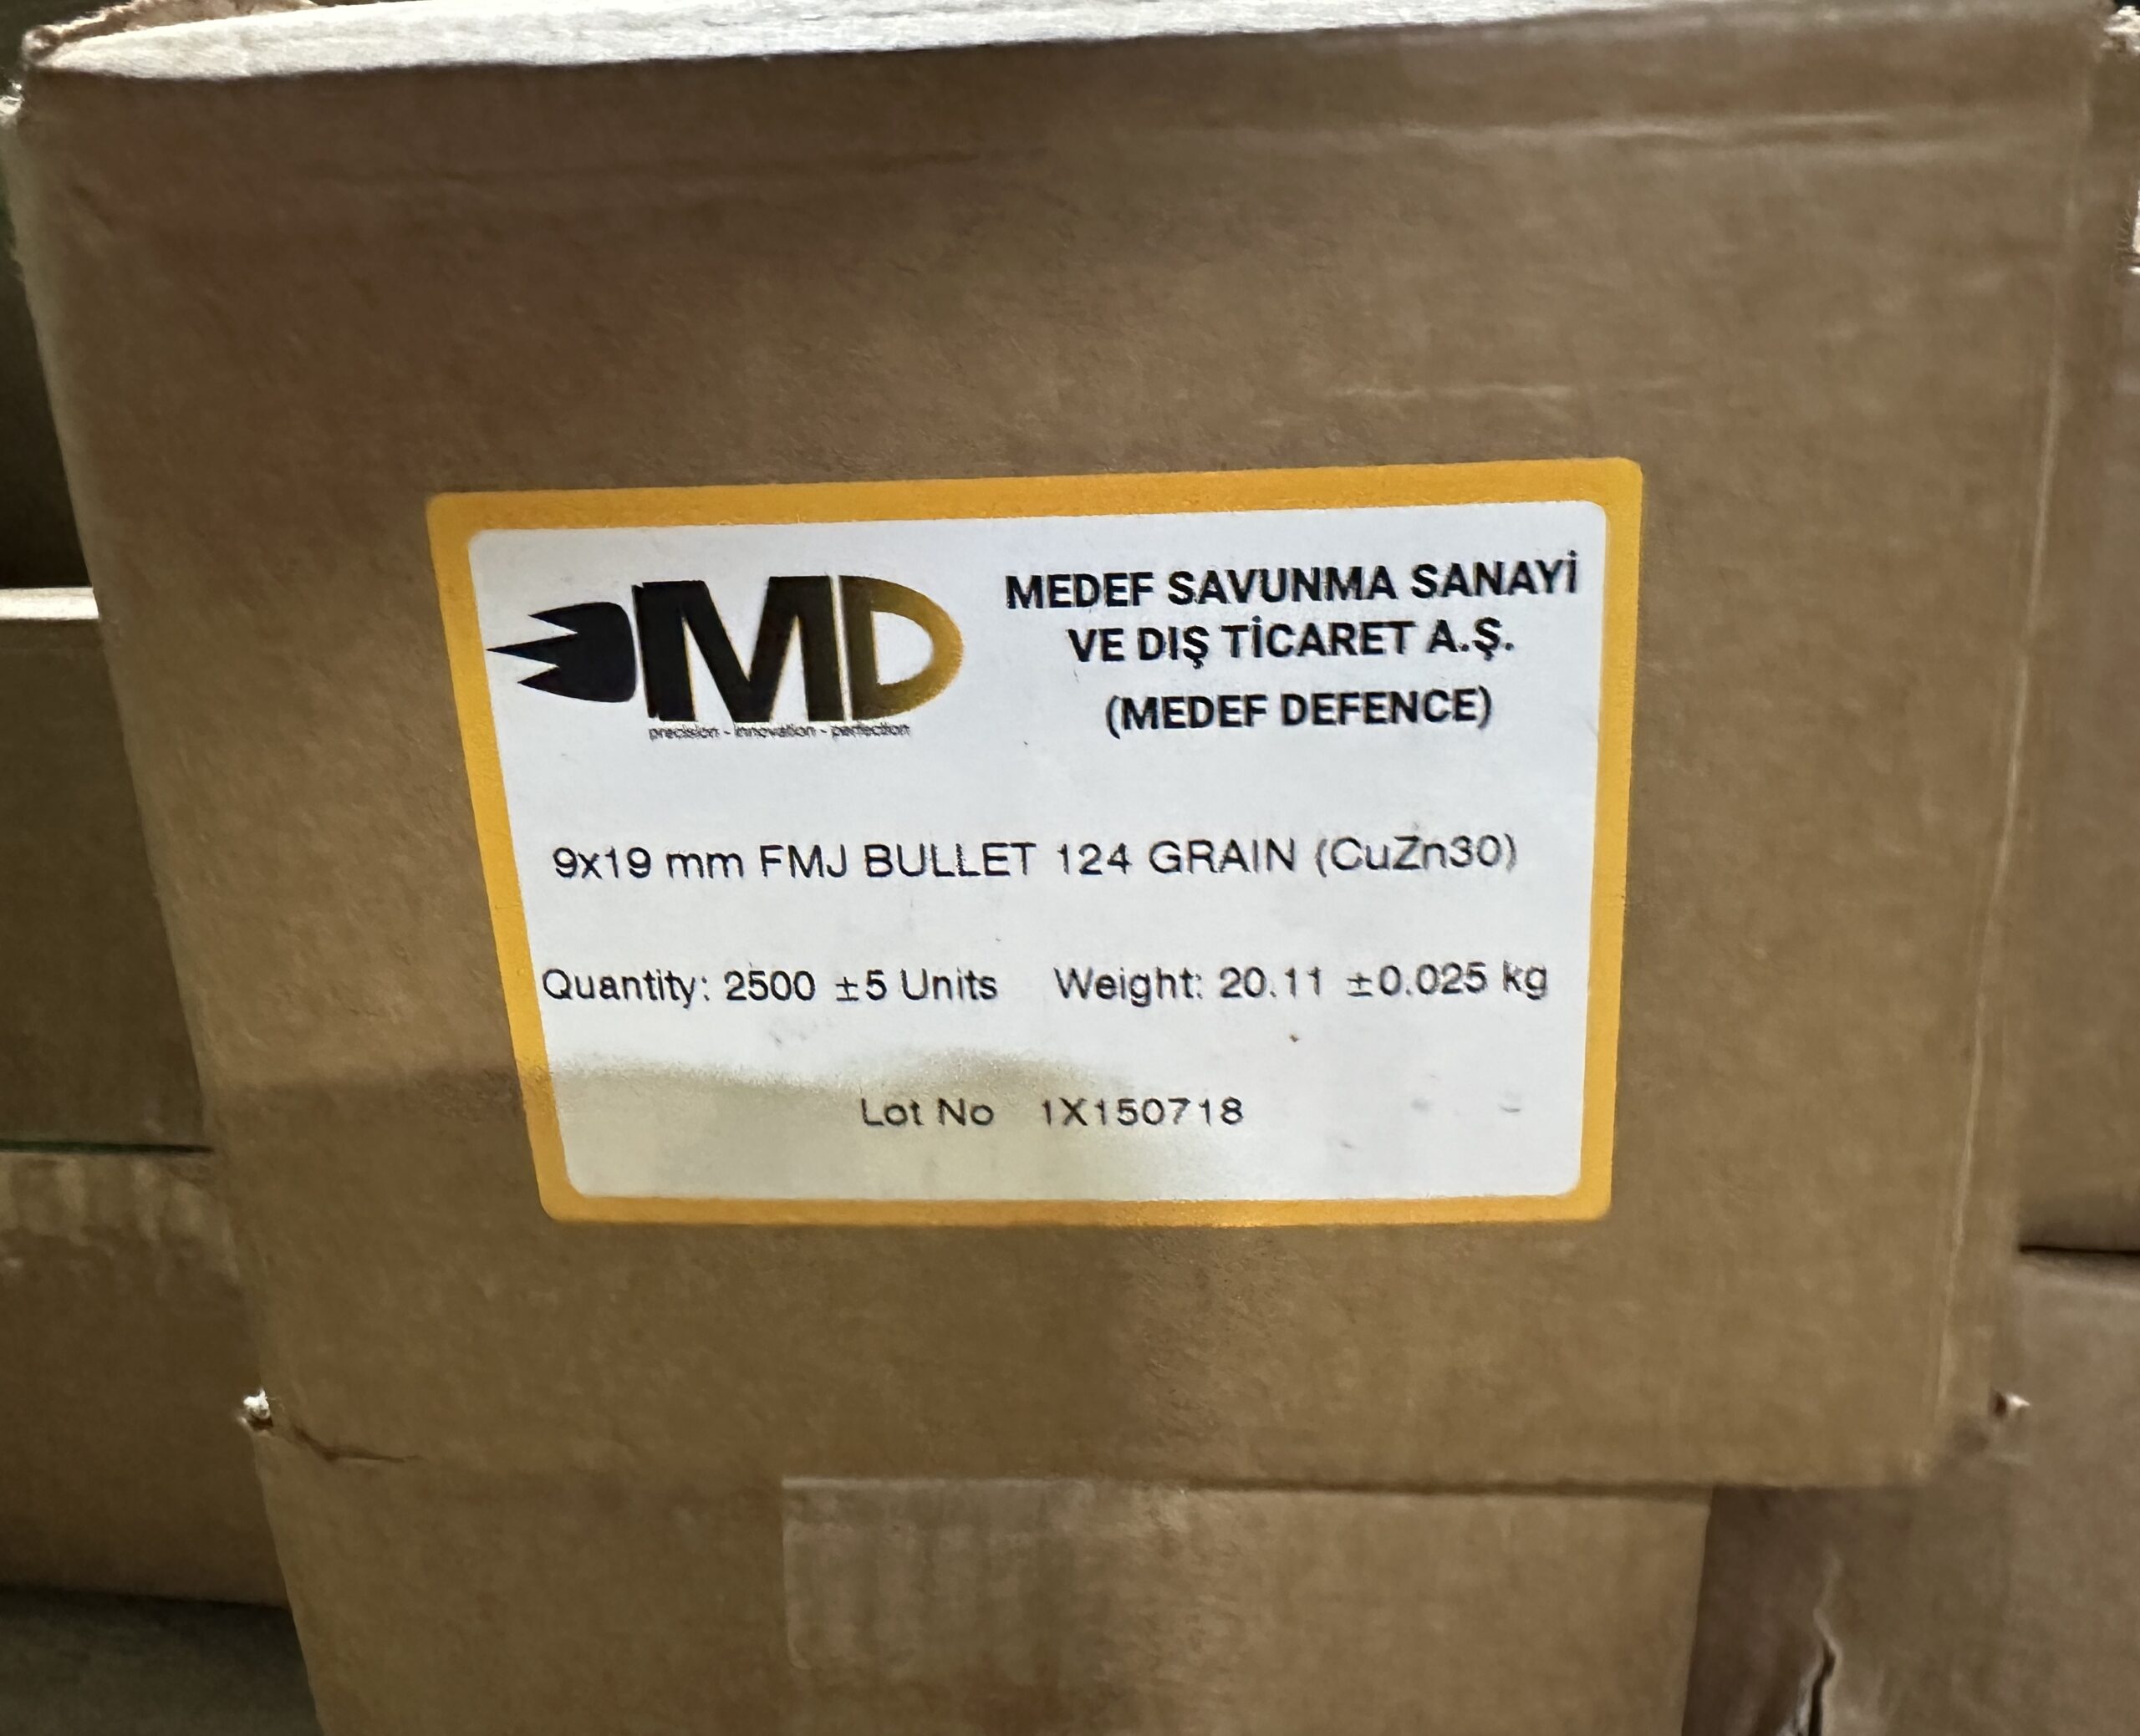 MD
precision - innovation - perfection
MEDEF SAVUNMA SANAYİ
VE DIŞ TİCARET A.Ş.
(MEDEF DEFENCE)
9x19 mm FMJ BULLET 124 GRAIN (CuZn30)
Quantity: 2500 ±5 Units Weight: 20.11 ±0.025 kg
Lot No 1X150718